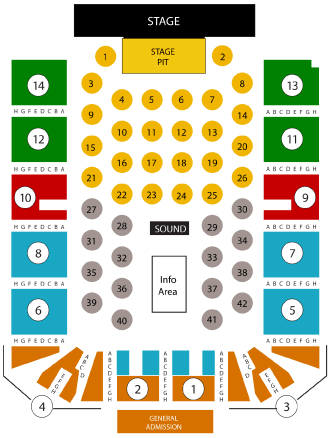 STAGE
STAGE
PIT
1
2
3
8
14
13
4
5
6
7
9
14
H G F E D C B A
A B C D E F G H
10
11
12
13
12
11
15
20
16
17
18
19
H G F E D C B A
A B C D E F G H
21
26
10
9
22
23
24
25
27
30
28
29
SOUND
H G F E D C B A
A B C D E F G H
31
34
8
7
32
33
35
38
Info
Area
H G F E D C B A
A B C D E F G H
36
37
39
42
6
5
40
41
H G F E D C B A
A B C D E F G H
A B C D
E F G H
A B C D E F G H
A B C D E F G H
A B C D E F G H
A B C D E F G H
A B C D
E F G H
2
1
4
3
GENERAL
ADMISSION